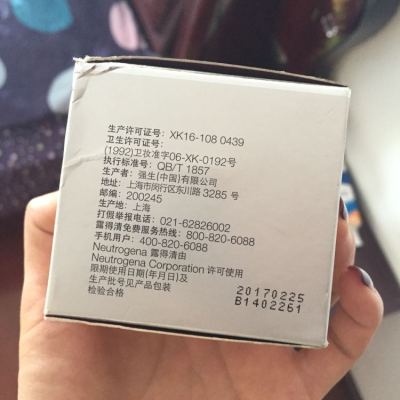 生产许可证号：XK16-108 0439
卫生许可证号：
(1992)卫妆准字06-XK-0192号
执行标准号：QB/T 1857
生产者：强生(中国)有限公司
地址：上海市闵行区东川路 3285 号
邮编：200245
生产地：上海
打假举报电话：021-62826002
露得清免费服务热线：800-820-6088
手机用户：400-820-6088
Neutrogena 露得清由
Neutrogena Corporation 许可使用
限期使用日期(年月日)及
生产批号见产品包装
检验合格
20170225
B1402261